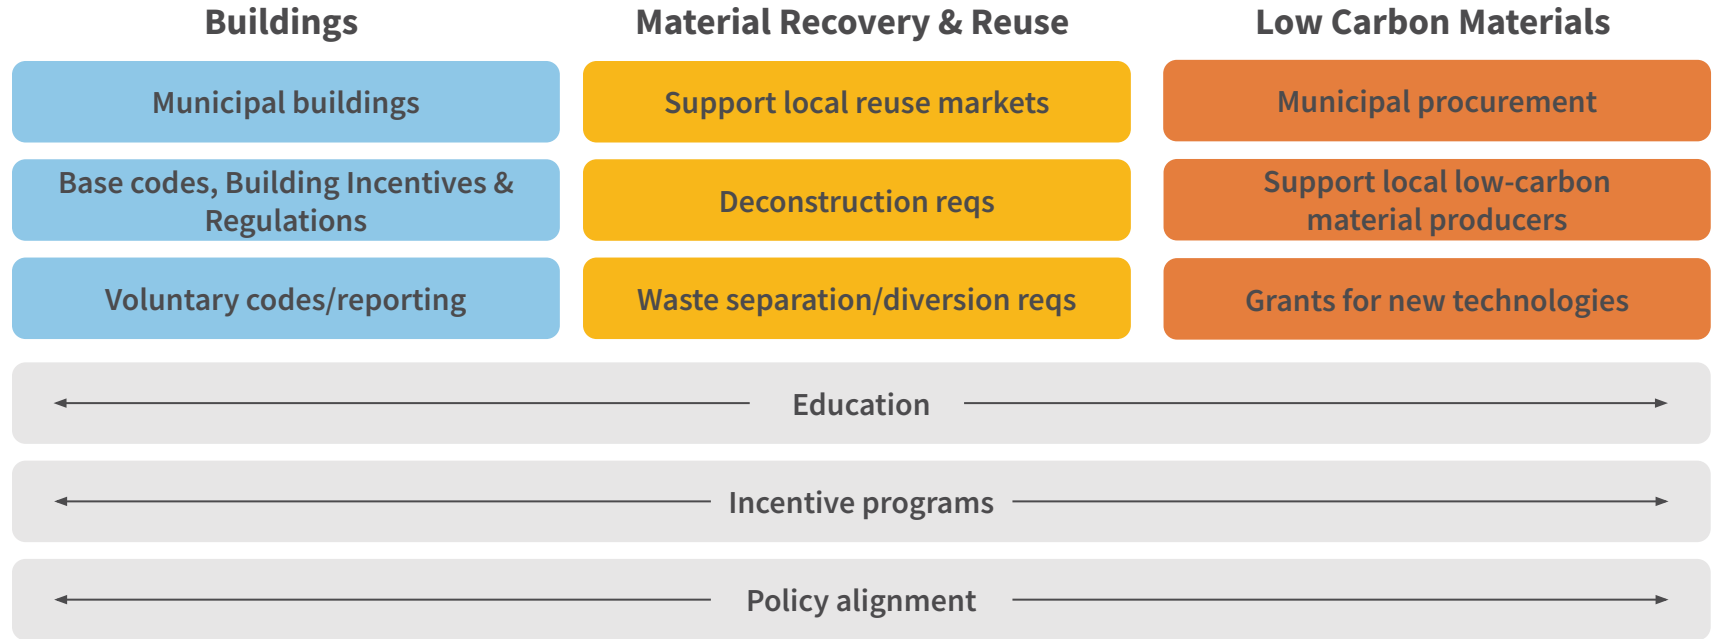 Buildings
Material Recovery & Reuse
Low Carbon Materials
Municipal buildings
Support local reuse markets
Municipal procurement
Base codes, Building Incentives &
Regulations
Deconstruction reqs
Support local low-carbon
material producers
Voluntary codes/reporting
Waste separation/diversion reqs
Grants for new technologies
Education
Incentive programs
Policy alignment